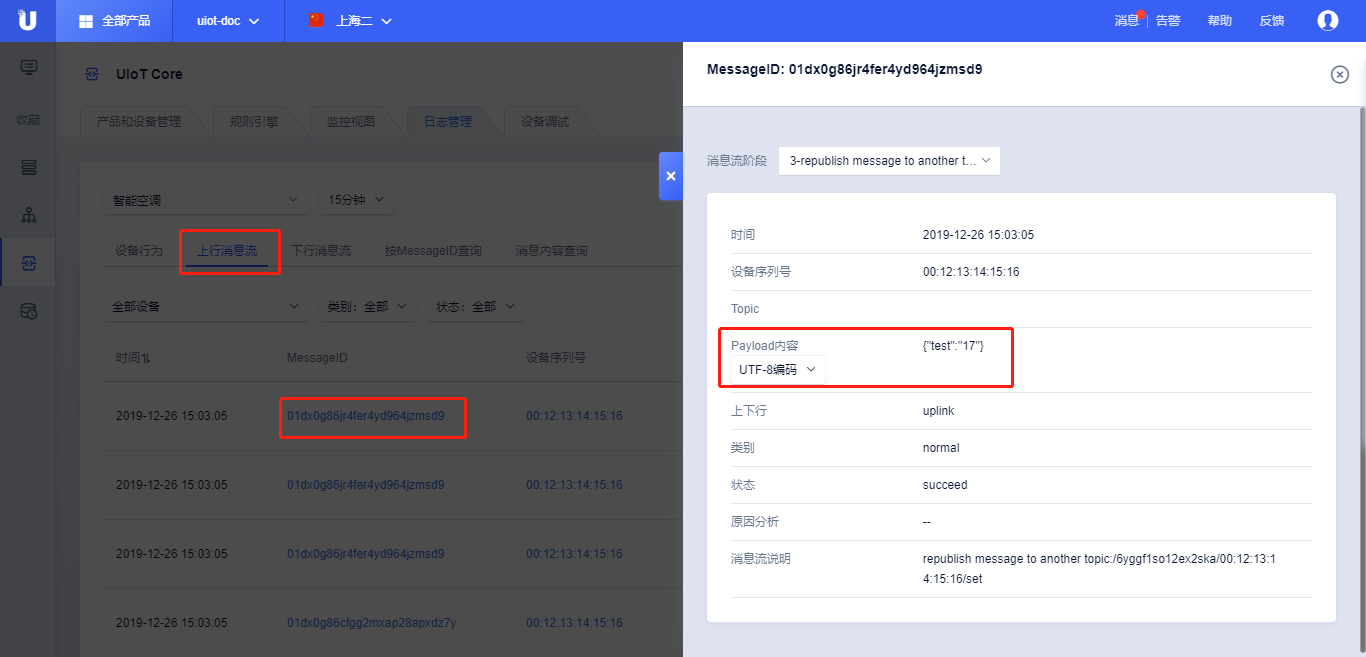 全部产品
uiot-doc
上海二
消息
告警
帮助
反馈
UIoT Core
产品和设备管理
规则引擎
监控视图
日志管理
设备调试
收藏
智能空调
15分钟
设备行为
上行消息流
下行消息流
按MessageID查询
消息内容查询
全部设备
类别：全部
状态：全部
时间
MessageID
设备序列号
2019-12-26 15:03:05 01dx0g86jr4fer4yd964jzmsd9 00:12:13:14:15:16
2019-12-26 15:03:05 01dx0g86jr4fer4yd964jzmsd9 00:12:13:14:15:16
2019-12-26 15:03:05 01dx0g86jr4fer4yd964jzmsd9 00:12:13:14:15:16
2019-12-26 15:03:05 01dx0g86cfgg2mxap28apxdz7y 00:12:13:14:15:16
MessageID: 01dx0g86jr4fer4yd964jzmsd9
消息流阶段 3-republish message to another t...
时间 2019-12-26 15:03:05
设备序列号 00:12:13:14:15:16
Topic
Payload内容 {"test":"17"}
UTF-8编码
上下行 uplink
类别 normal
状态 succeed
原因分析 --
消息流说明 republish message to another topic:/6yggf1so12ex2ska/00:12:13:1
4:15:16/set